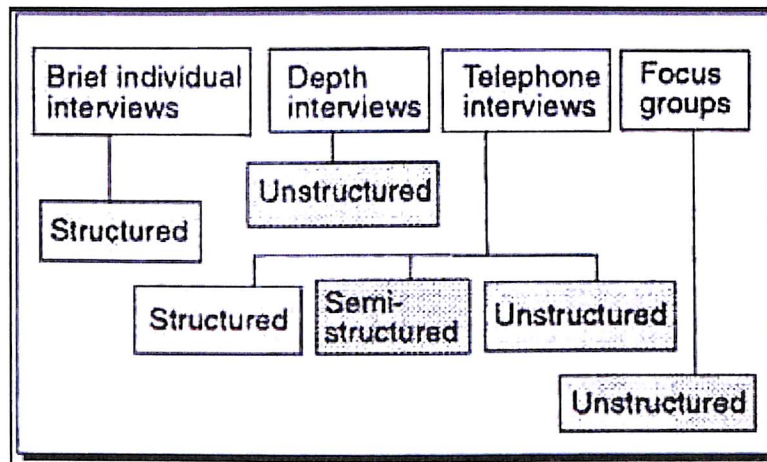 Brief individual
interviews
Depth
interviews
Telephone
interviews
Focus
groups
Structured
Unstructured
Structured
Semi-
structured
Unstructured
Unstructured